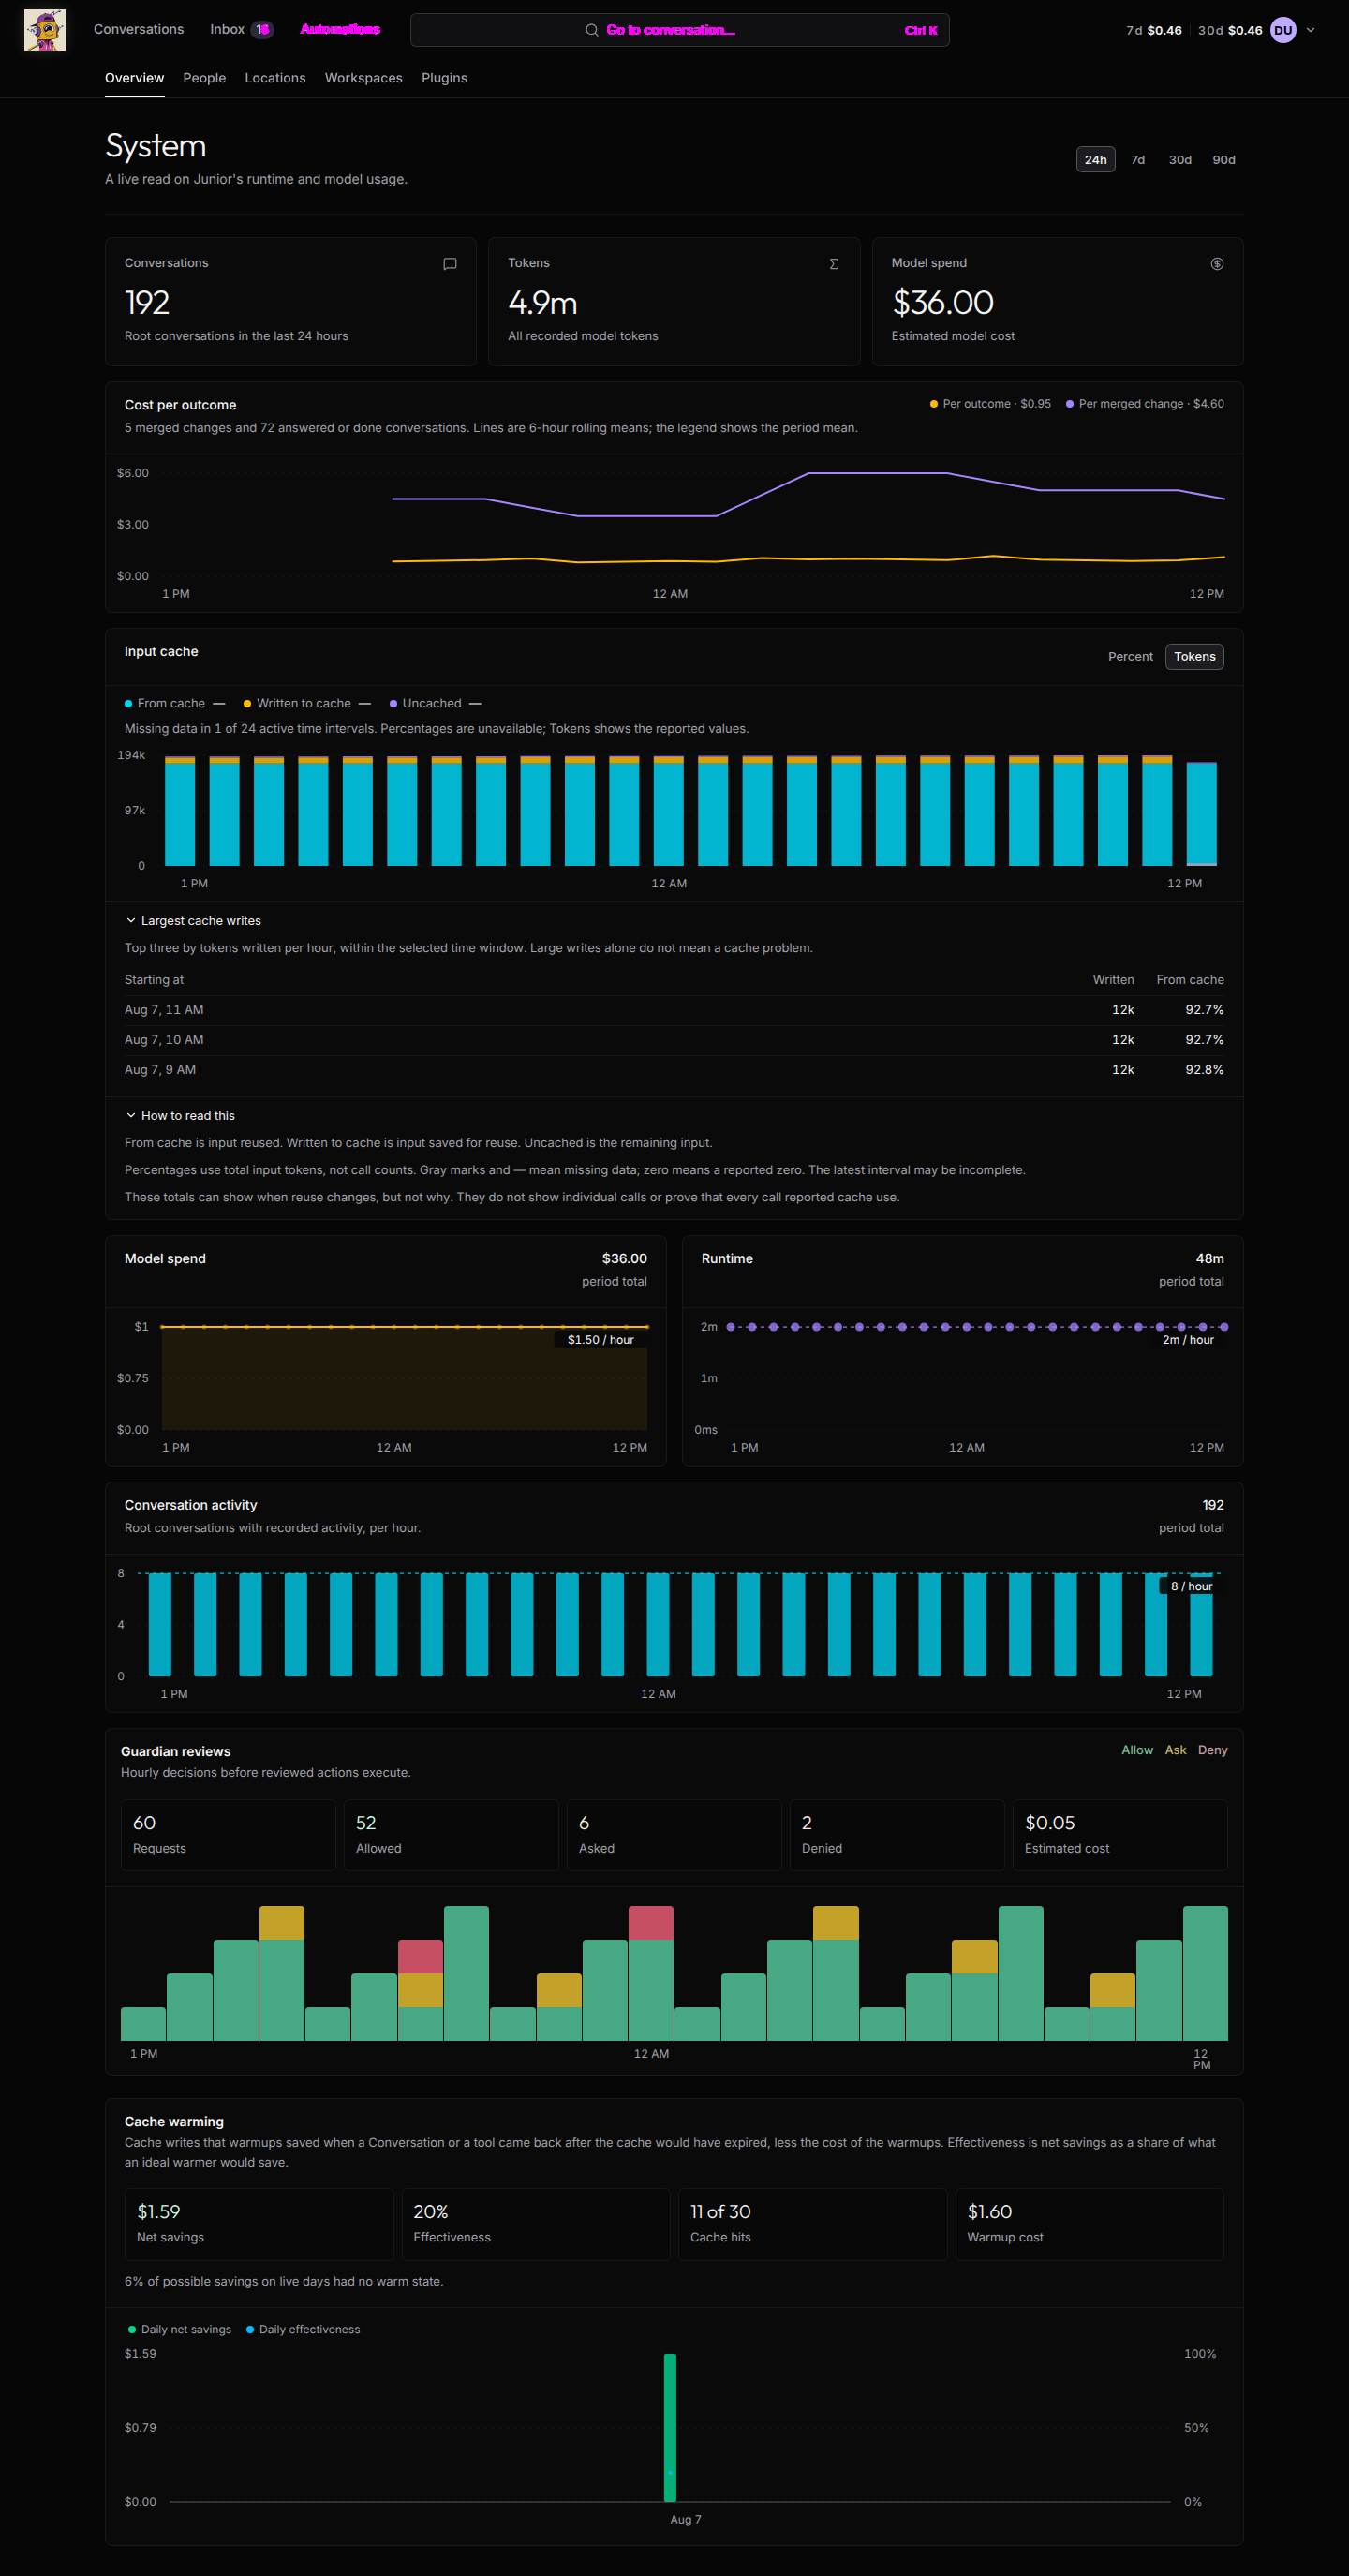 Conversations
Inbox
Automations
Go to conversation...
Ctrl K
7d $0.46
30d $0.46
DU
Overview
People
Locations
Workspaces
Plugins
System
A live read on Junior's runtime and model usage.
24h
7d
30d
90d
Conversations
192
Root conversations in the last 24 hours
Tokens
4.9m
All recorded model tokens
Model spend
$36.00
Estimated model cost
Cost per outcome
Per outcome · $0.95
Per merged change · $4.60
5 merged changes and 72 answered or done conversations. Lines are 6-hour rolling means; the legend shows the period mean.
$6.00
$3.00
$0.00
1 PM
12 AM
12 PM
Input cache
Percent
Tokens
From cache —
Written to cache —
Uncached —
Missing data in 1 of 24 active time intervals. Percentages are unavailable; Tokens shows the reported values.
194k
97k
0
1 PM
12 AM
12 PM
Largest cache writes
Top three by tokens written per hour, within the selected time window. Large writes alone do not mean a cache problem.
Starting at
Written
From cache
Aug 7, 11 AM
12k
92.7%
Aug 7, 10 AM
12k
92.7%
Aug 7, 9 AM
12k
92.8%
How to read this
From cache is input reused. Written to cache is input saved for reuse. Uncached is the remaining input.
Percentages use total input tokens, not call counts. Gray marks and — mean missing data; zero means a reported zero. The latest interval may be incomplete.
These totals can show when reuse changes, but not why. They do not show individual calls or prove that every call reported cache use.
Model spend
$36.00
period total
$1
$1.50 / hour
$0.75
$0.00
1 PM
12 AM
12 PM
Runtime
48m
period total
2m
2m / hour
1m
0ms
1 PM
12 AM
12 PM
Conversation activity
192
Root conversations with recorded activity, per hour.
period total
8
8 / hour
4
0
1 PM
12 AM
12 PM
Guardian reviews
Allow
Ask
Deny
Hourly decisions before reviewed actions execute.
60
Requests
52
Allowed
6
Asked
2
Denied
$0.05
Estimated cost
1 PM
12 AM
12
PM
Cache warming
Cache writes that warmups saved when a Conversation or a tool came back after the cache would have expired, less the cost of the warmups. Effectiveness is net savings as a share of what
an ideal warmer would save.
$1.59
Net savings
20%
Effectiveness
11 of 30
Cache hits
$1.60
Warmup cost
6% of possible savings on live days had no warm state.
Daily net savings
Daily effectiveness
$1.59
100%
$0.79
50%
$0.00
0%
Aug 7